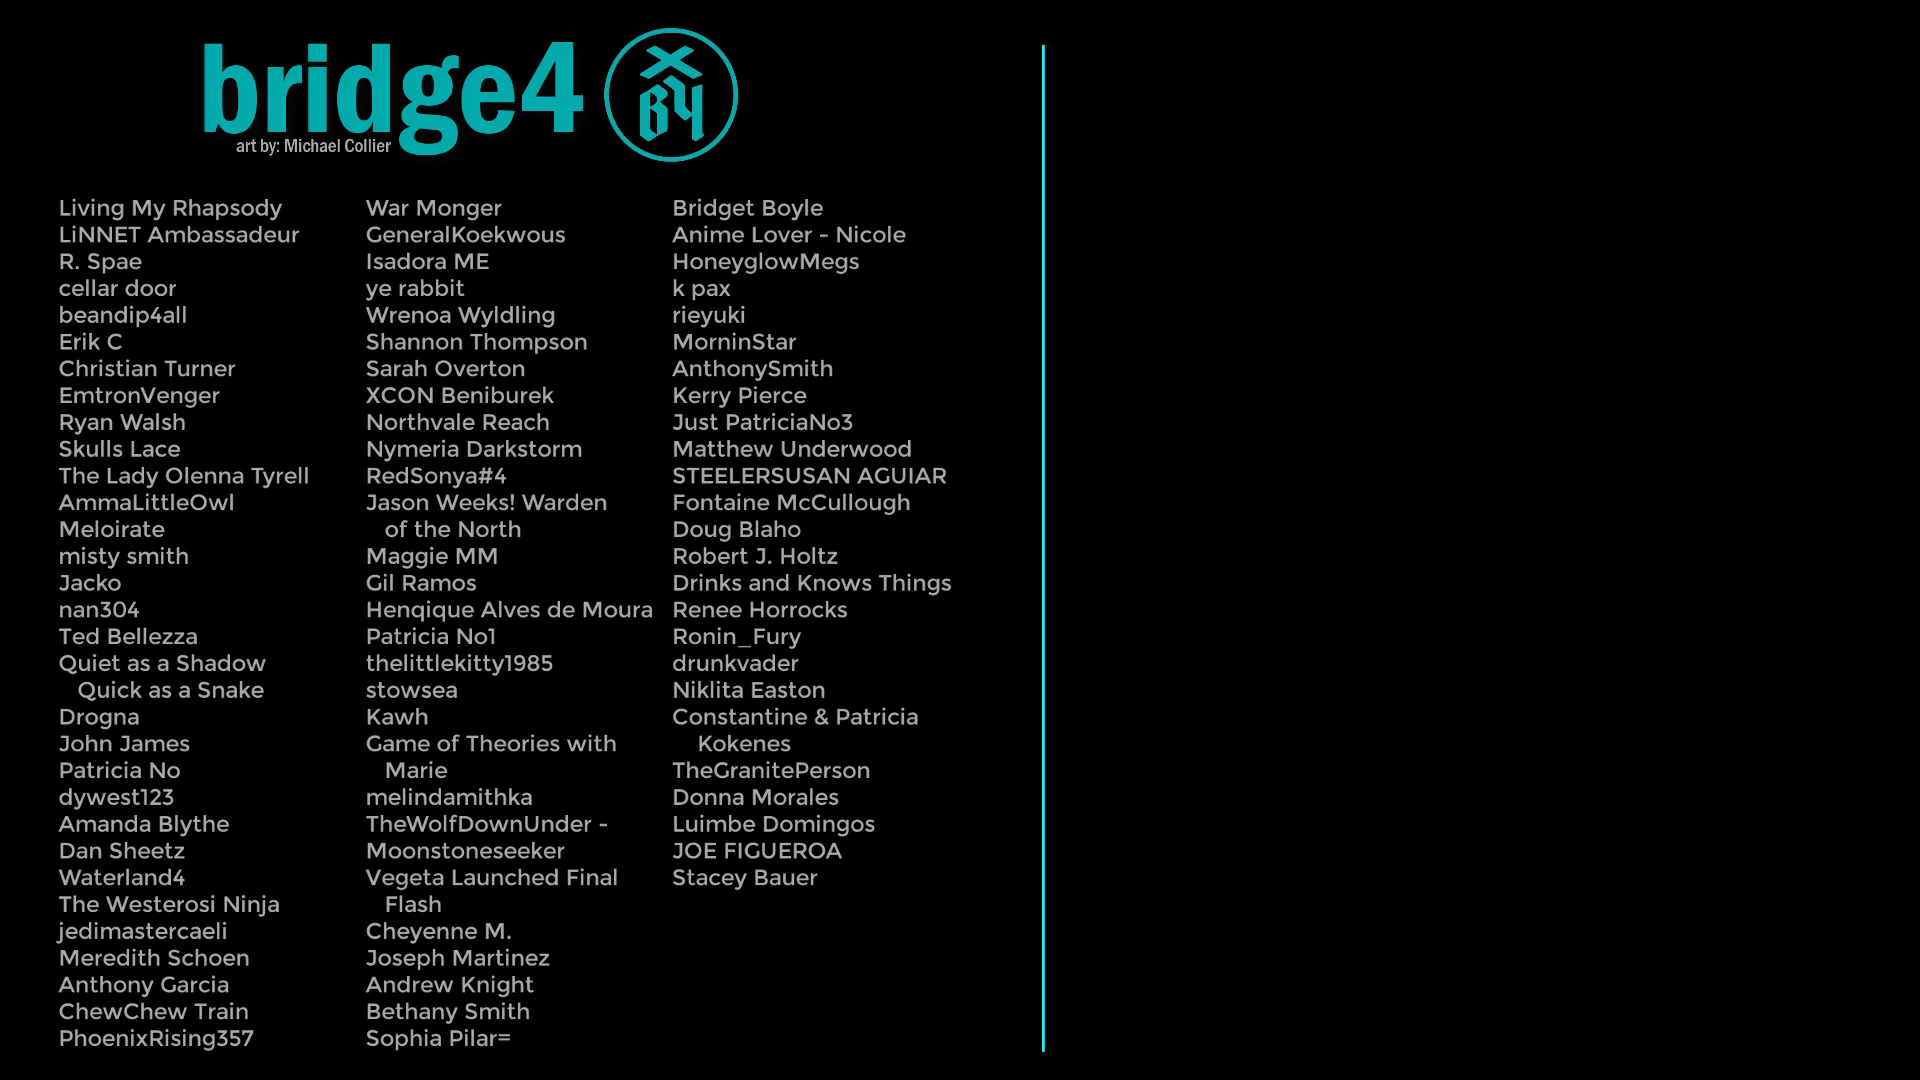 bridge4
art by: Michael Collier
B4
Living My Rhapsody
LiNNET Ambassadeur
R. Spae
cellar door
beandip4all
Erik C
Christian Turner
EmtronVenger
Ryan Walsh
Skulls Lace
The Lady Olenna Tyrell
AmmaLittleOwl
Meloirate
misty smith
Jacko
nan304
Ted Bellezza
Quiet as a Shadow
Quick as a Snake
Drogna
John James
Patricia No
dywest123
Amanda Blythe
Dan Sheetz
Waterland4
The Westerosi Ninja
jedimastercaeli
Meredith Schoen
Anthony Garcia
ChewChew Train
PhoenixRising357
War Monger
GeneralKoekwous
Isadora ME
ye rabbit
Wrenoa Wyldling
Shannon Thompson
Sarah Overton
XCON Beniburek
Northvale Reach
Nymeria Darkstorm
RedSonya#4
Jason Weeks! Warden
of the North
Maggie MM
Gil Ramos
Henqique Alves de Moura
Patricia No1
thelittlekitty1985
stowsea
Kawh
Game of Theories with
Marie
melindamithka
TheWolfDownUnder -
Moonstoneseeker
Vegeta Launched Final
Flash
Cheyenne M.
Joseph Martinez
Andrew Knight
Bethany Smith
Sophia Pilar=
Bridget Boyle
Anime Lover - Nicole
HoneyglowMegs
k pax
rieyuki
MorninStar
AnthonySmith
Kerry Pierce
Just PatriciaNo3
Matthew Underwood
STEELERSUSAN AGUIAR
Fontaine McCullough
Doug Blaho
Robert J. Holtz
Drinks and Knows Things
Renee Horrocks
Ronin_Fury
drunkvader
Niklita Easton
Constantine & Patricia
Kokenes
TheGranitePerson
Donna Morales
Luimbe Domingos
JOE FIGUEROA
Stacey Bauer